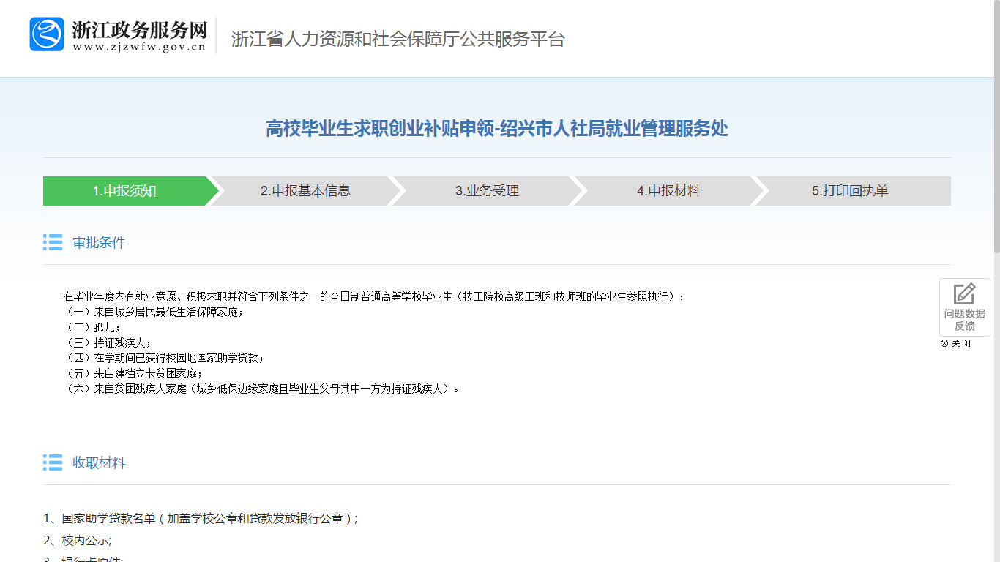 浙江政务服务网
www.zjzwfw.gov.cn
浙江省人力资源和社会保障厅公共服务平台
高校毕业生求职创业补贴申领-绍兴市人社局就业管理服务处
1.申报须知
2.申报基本信息
3.业务受理
4.申报材料
5.打印回执单
审批条件
在毕业年度内有就业意愿、积极求职并符合下列条件之一的全日制普通高等学校毕业生（技工院校高级工班和技师班的毕业生参照执行）：
（一）来自城乡居民最低生活保障家庭；
（二）孤儿；
（三）持证残疾人；
（四）在学期间已获得校园地国家助学贷款；
（五）来自建档立卡贫困家庭；
（六）来自贫困残疾人家庭（城乡低保边缘家庭且毕业生父母其中一方为持证残疾人）。
问题数据
反馈
⊗ 关闭
收取材料
1、国家助学贷款名单（加盖学校公章和贷款发放银行公章）;
2、校内公示;
3、银行卡原件;